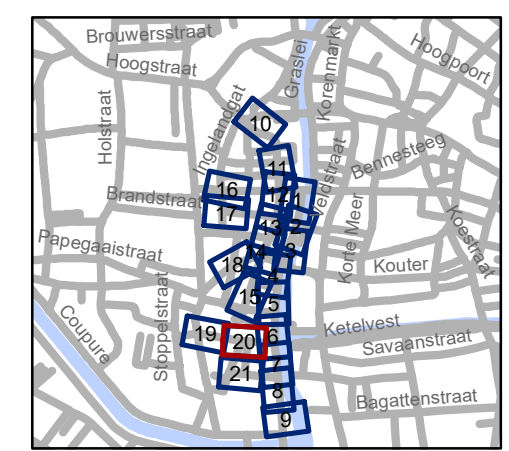 Brouwersstraat
Hoogstraat
Graslei
Korenmarkt
Hoogpoort
Holstraat
Ingelandgat
10
Veldstraat
Bennesteeg
11
16
12
1
Brandstraat
17
13
2
Korte Meer
Koestraat
Papegaaistraat
14
3
18
4
Kouter
Stoppelstraat
15
5
Coupure
19
20
6
Ketelvest
Savaanstraat
21
7
8
Bagattenstraat
9